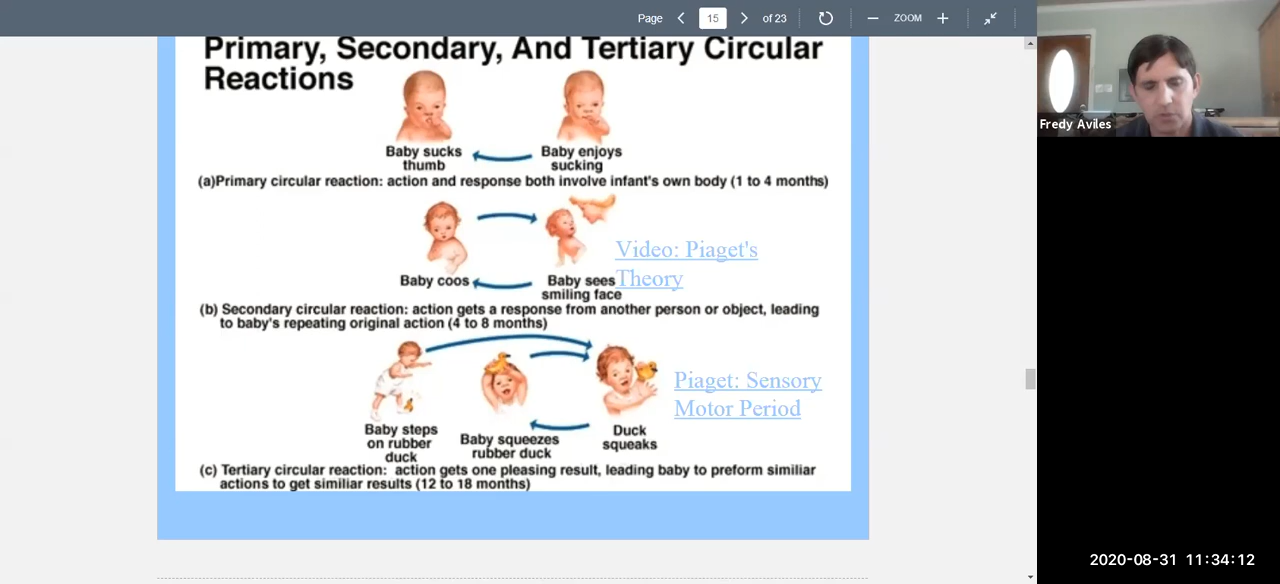 Page 15 of 23 ZOOM
Fredy Aviles
Primary, Secondary, And Tertiary Circular
Reactions
Baby sucks
thumb
Baby enjoys
sucking
(a)Primary circular reaction: action and response both involve infant's own body (1 to 4 months)
Video: Piaget's
Theory
Baby coos
Baby sees
smiling face
(b) Secondary circular reaction: action gets a response from another person or object, leading
to baby's repeating original action (4 to 8 months)
Piaget: Sensory
Motor Period
Baby steps
on rubber
duck
Baby squeezes
rubber duck
Duck
squeaks
(c) Tertiary circular reaction: action gets one pleasing result, leading baby to preform similiar
actions to get similiar results (12 to 18 months)
2020-08-31 11:34:12